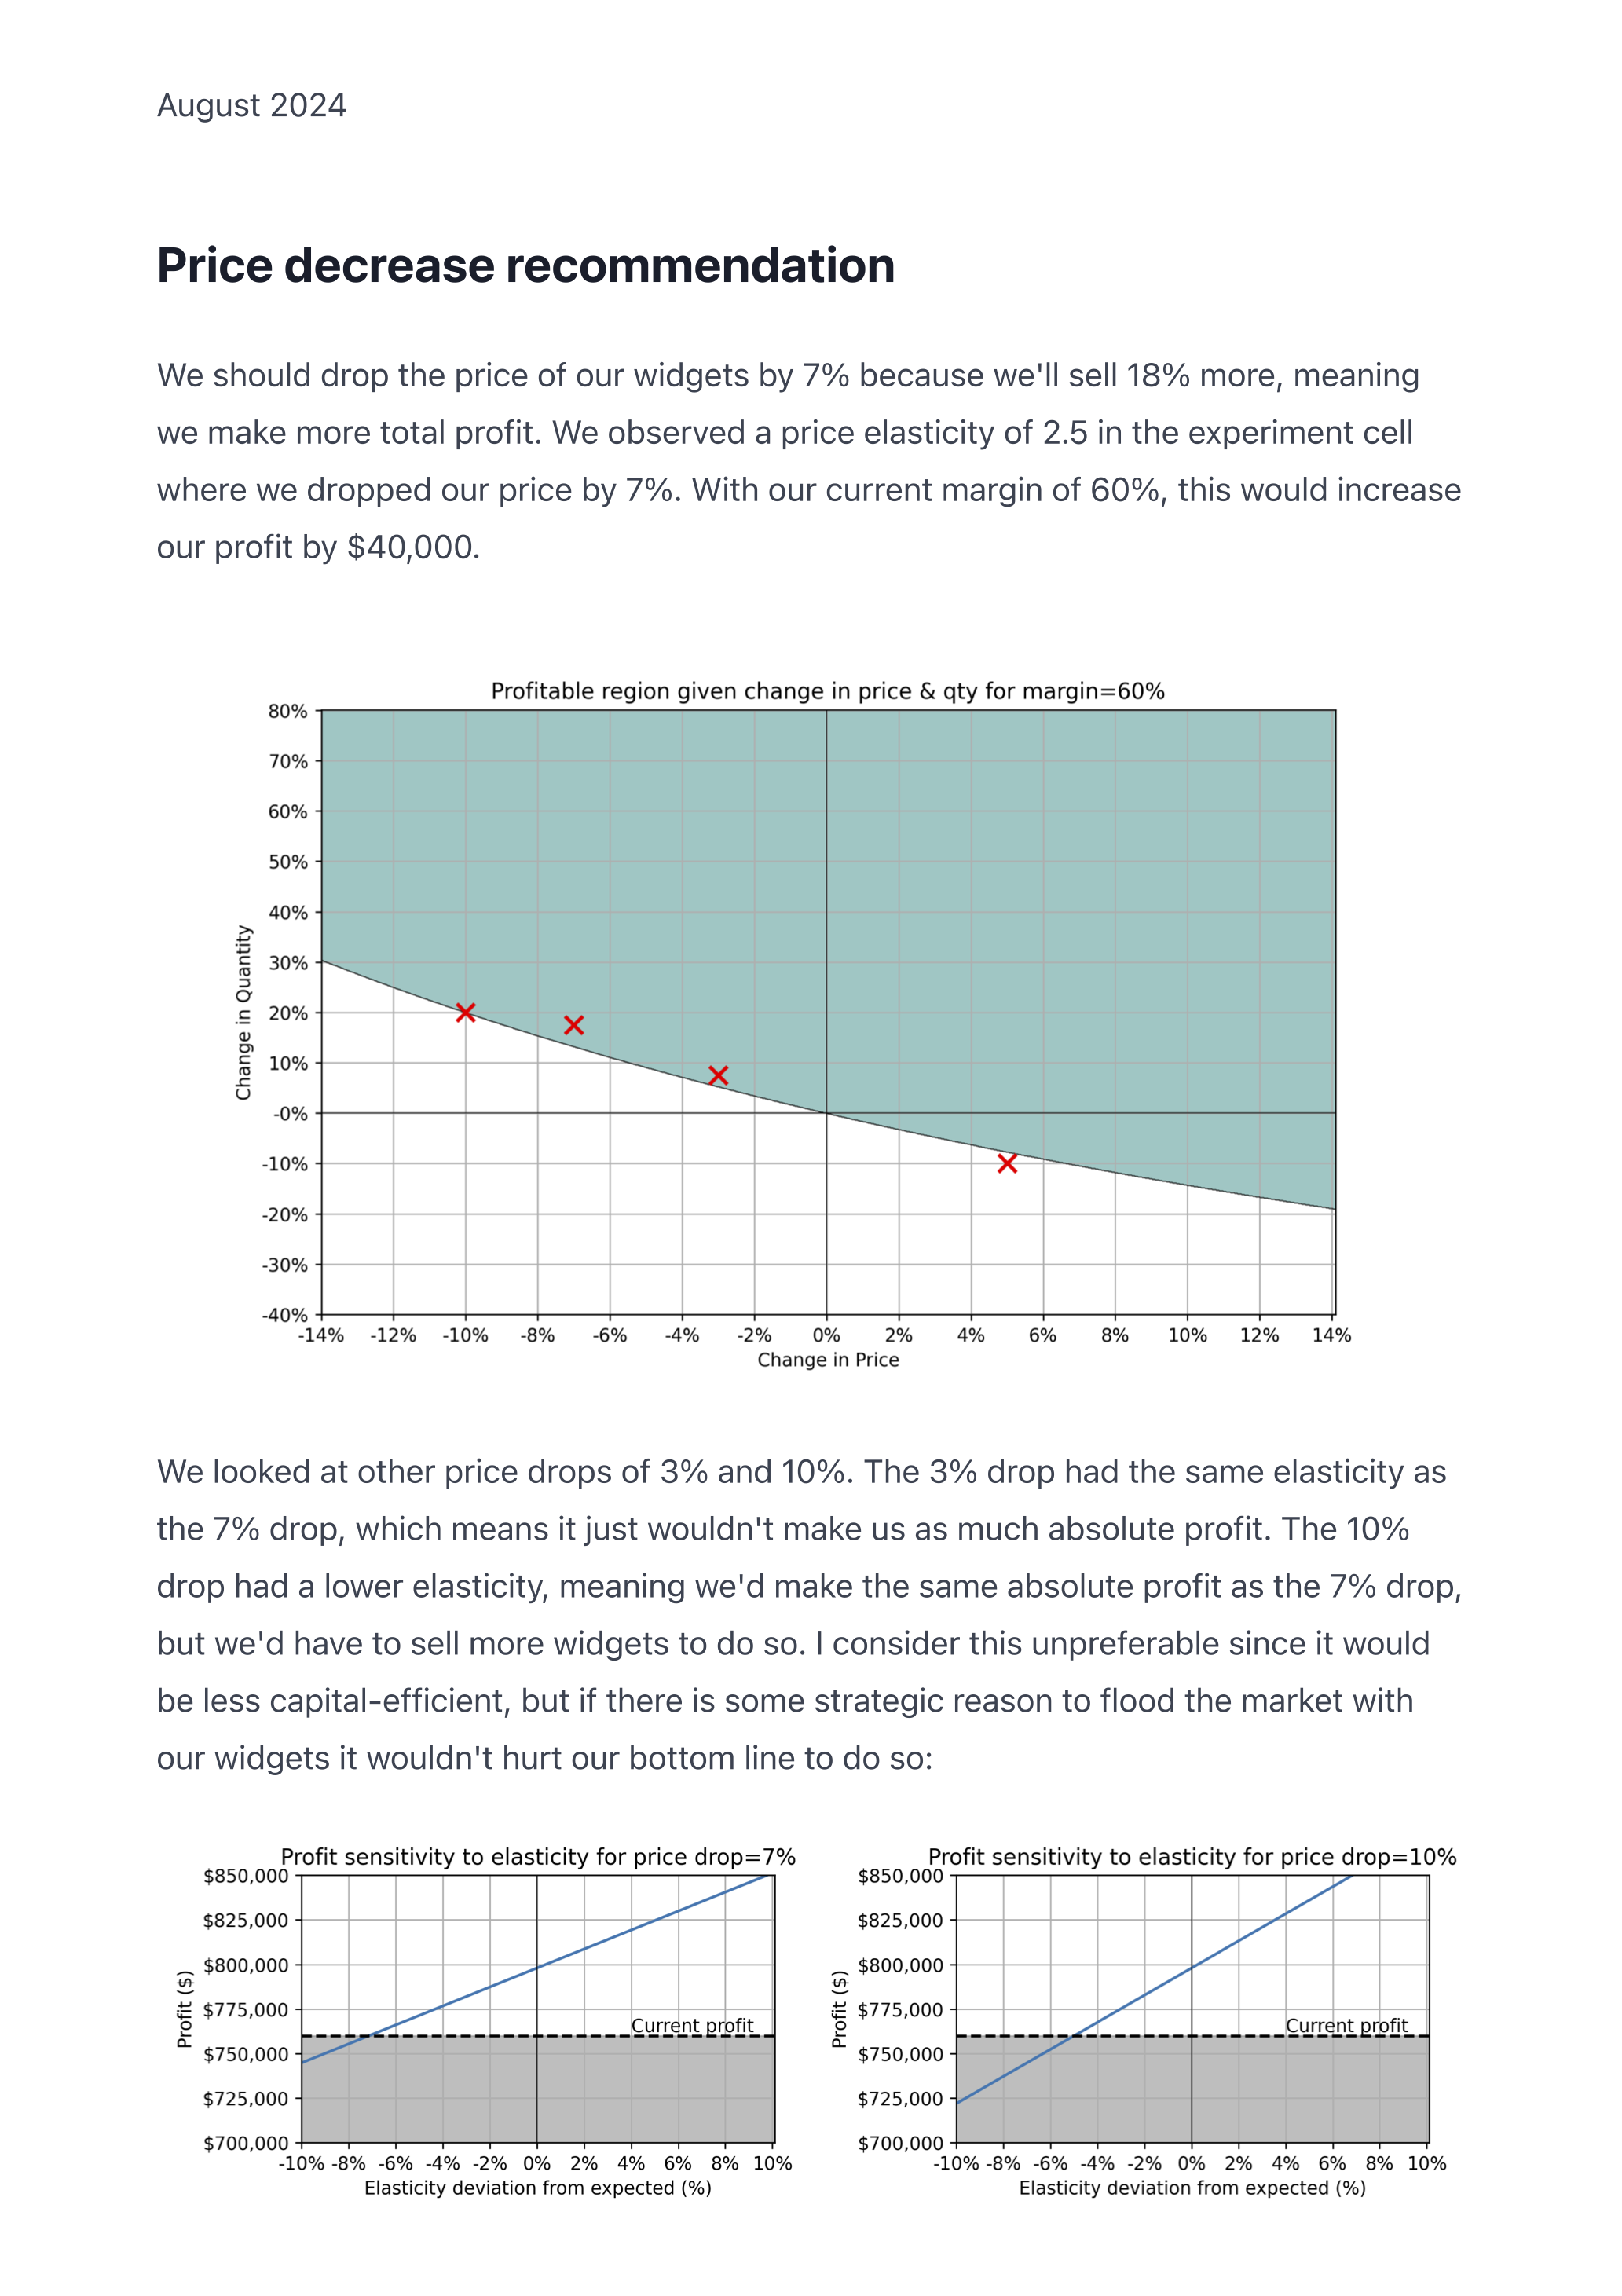 August 2024
Price decrease recommendation
We should drop the price of our widgets by 7% because we'll sell 18% more, meaning
we make more total profit. We observed a price elasticity of 2.5 in the experiment cell
where we dropped our price by 7%. With our current margin of 60%, this would increase
our profit by $40,000.
Profitable region given change in price & qty for margin=60%
80%
70%
60%
50%
40%
30%
20%
10%
-0%
-10%
-20%
-30%
-40%
Change in Quantity
-14% -12% -10% -8% -6% -4% -2% 0% 2% 4% 6% 8% 10% 12% 14%
Change in Price
We looked at other price drops of 3% and 10%. The 3% drop had the same elasticity as
the 7% drop, which means it just wouldn't make us as much absolute profit. The 10%
drop had a lower elasticity, meaning we'd make the same absolute profit as the 7% drop,
but we'd have to sell more widgets to do so. I consider this unpreferable since it would
be less capital-efficient, but if there is some strategic reason to flood the market with
our widgets it wouldn't hurt our bottom line to do so:
Profit sensitivity to elasticity for price drop=7%
$850,000
$825,000
$800,000
$775,000
$750,000
$725,000
$700,000
Profit ($)
Current profit
-10% -8% -6% -4% -2% 0% 2% 4% 6% 8% 10%
Elasticity deviation from expected (%)
Profit sensitivity to elasticity for price drop=10%
$850,000
$825,000
$800,000
$775,000
$750,000
$725,000
$700,000
Profit ($)
Current profit
-10% -8% -6% -4% -2% 0% 2% 4% 6% 8% 10%
Elasticity deviation from expected (%)